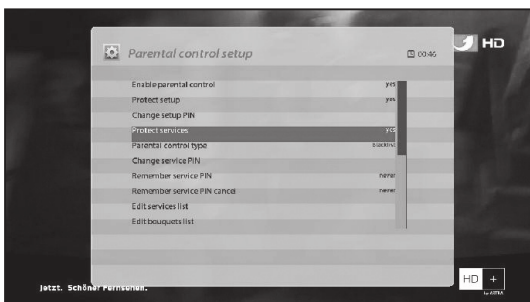 Parental control setup
00:46
HD
Enable parental control yes
Protect setup yes
Change setup PIN
Protect services yes
Parental control type blacklist
Change service PIN
Remember service PIN never
Remember service PIN cancel never
Edit services list
Edit bouquets list
Jetzt. Schöner Fernsehen.
HD +
by ASTRA